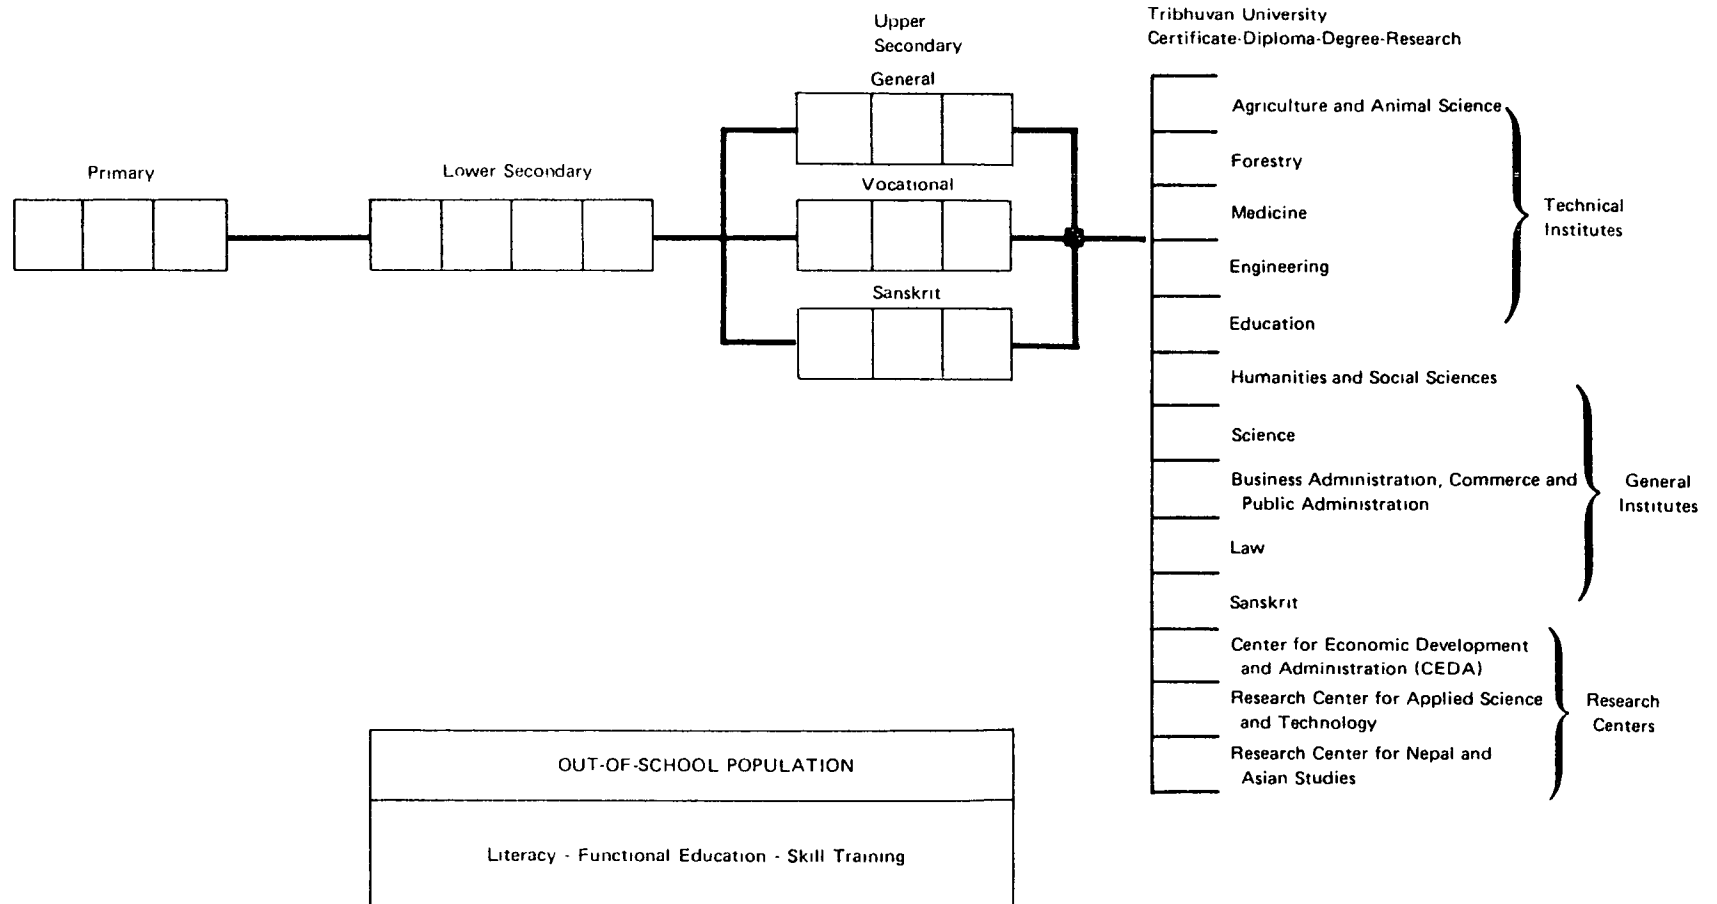 Upper
Secondary
General
Primary
Lower Secondary
Vocational
Sanskrit
Tribhuvan University
Certificate-Diploma-Degree-Research
Agriculture and Animal Science
Forestry
Medicine
Engineering
Education
Technical
Institutes
Humanities and Social Sciences
Science
Business Administration, Commerce and
Public Administration
Law
Sanskrit
General
Institutes
Center for Economic Development
and Administration (CEDA)
Research Center for Applied Science
and Technology
Research Center for Nepal and
Asian Studies
Research
Centers
OUT-OF-SCHOOL POPULATION
Literacy - Functional Education - Skill Training